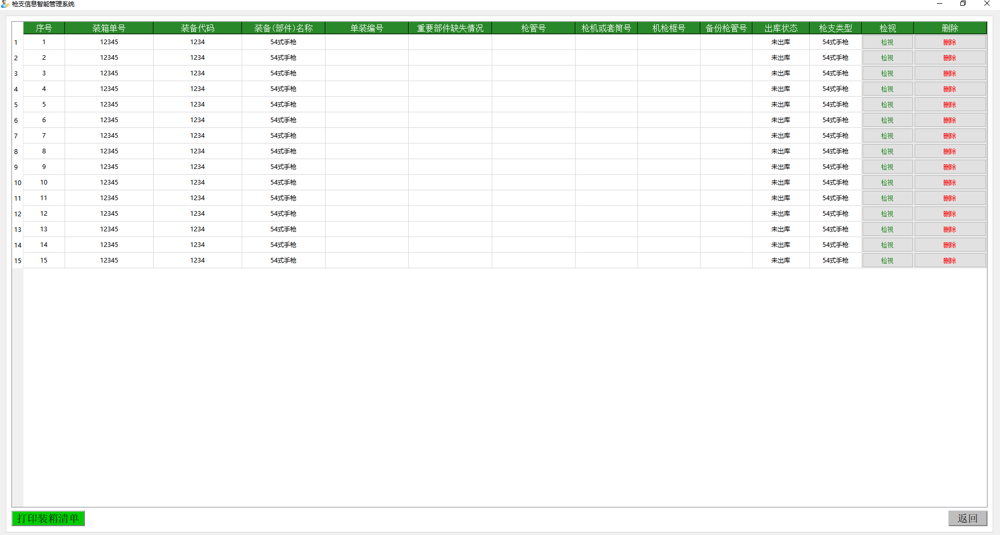 枪支信息智能管理系统
序号 装箱单号 装备代码 装备(部件)名称 单装编号 重要部件缺失情况 枪管号 枪机或套筒号 机枪框号 备份枪管号 出库状态 枪支类型 检视 删除
1 1 12345 1234 54式手枪 未出库 54式手枪 检视 删除
2 2 12345 1234 54式手枪 未出库 54式手枪 检视 删除
3 3 12345 1234 54式手枪 未出库 54式手枪 检视 删除
4 4 12345 1234 54式手枪 未出库 54式手枪 检视 删除
5 5 12345 1234 54式手枪 未出库 54式手枪 检视 删除
6 6 12345 1234 54式手枪 未出库 54式手枪 检视 删除
7 7 12345 1234 54式手枪 未出库 54式手枪 检视 删除
8 8 12345 1234 54式手枪 未出库 54式手枪 检视 删除
9 9 12345 1234 54式手枪 未出库 54式手枪 检视 删除
10 10 12345 1234 54式手枪 未出库 54式手枪 检视 删除
11 11 12345 1234 54式手枪 未出库 54式手枪 检视 删除
12 12 12345 1234 54式手枪 未出库 54式手枪 检视 删除
13 13 12345 1234 54式手枪 未出库 54式手枪 检视 删除
14 14 12345 1234 54式手枪 未出库 54式手枪 检视 删除
15 15 12345 1234 54式手枪 未出库 54式手枪 检视 删除
打印装箱清单 返回